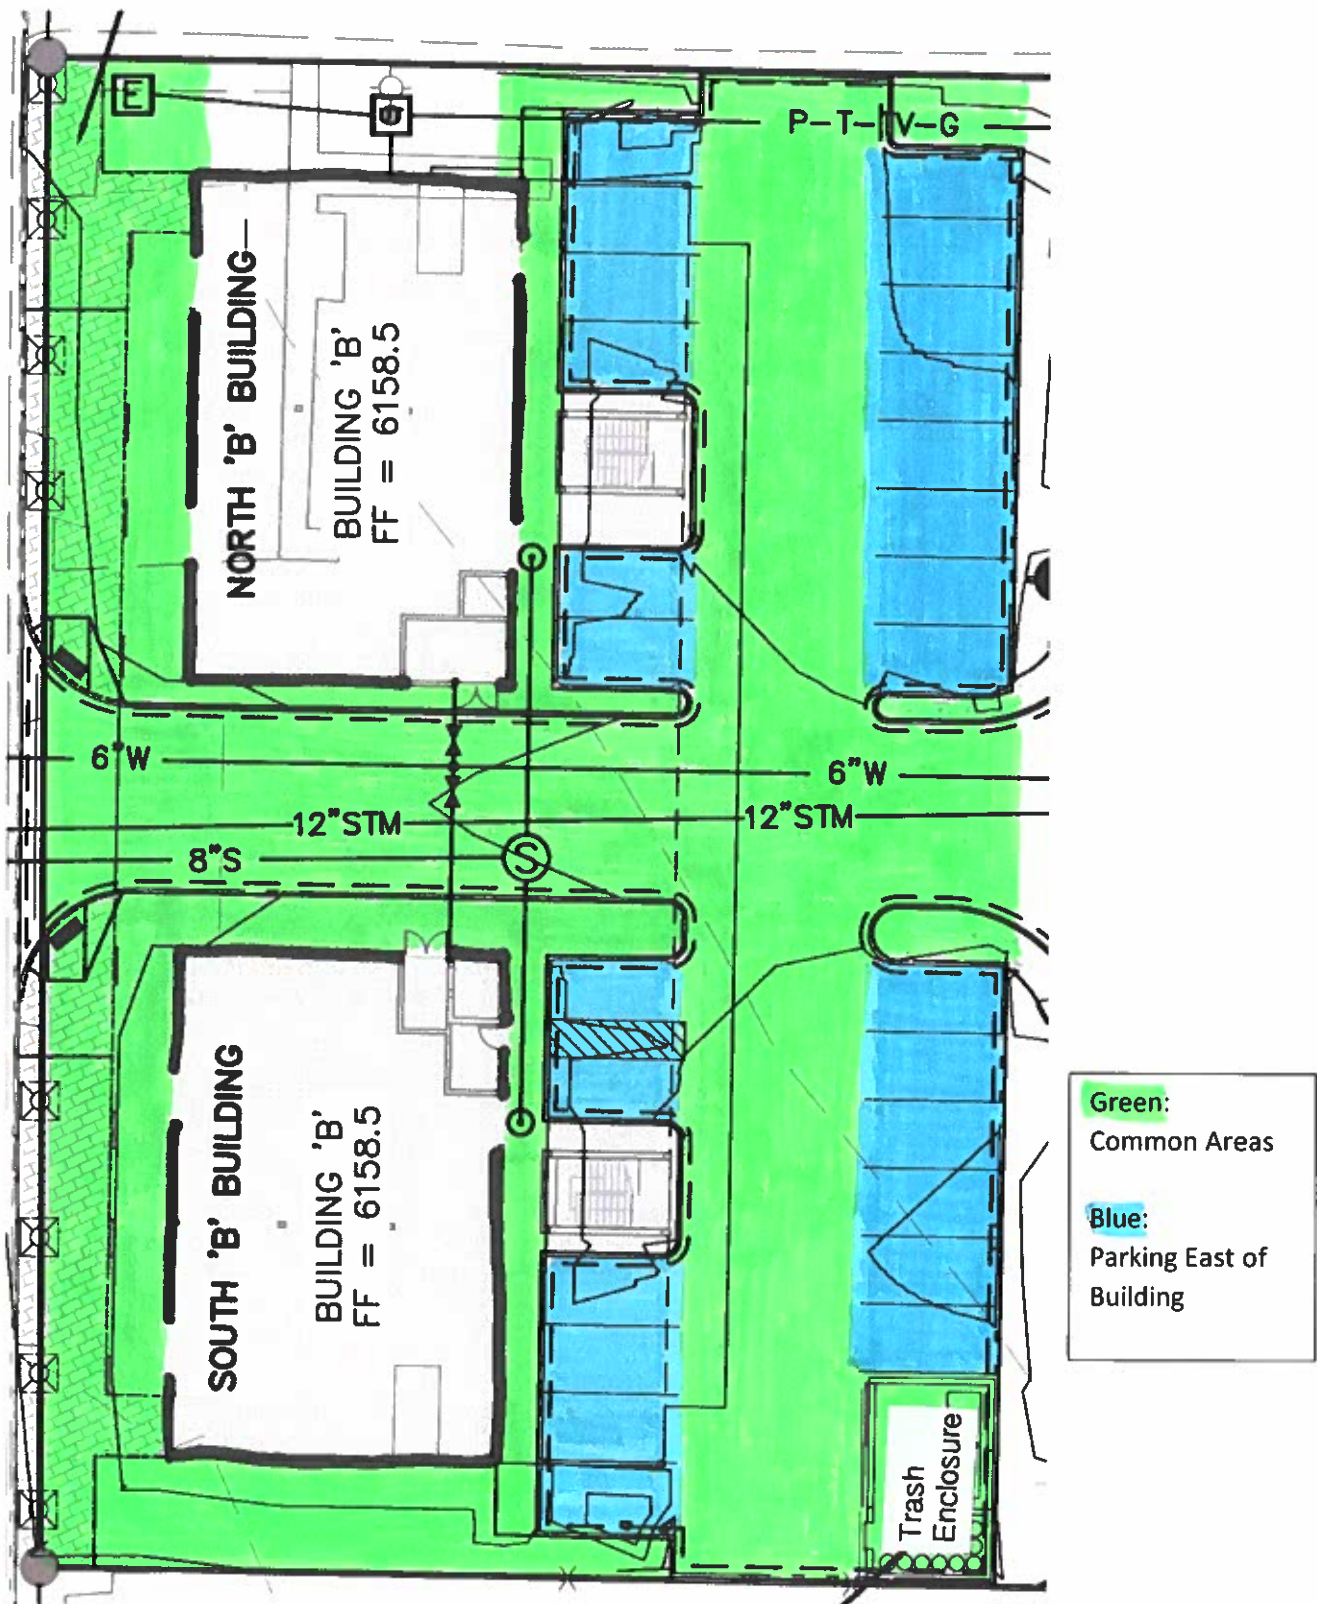 E
P-T-TV-G
NORTH 'B' BUILDING
BUILDING 'B'
FF = 6158.5
6"W
6"W
12"STM
12"STM
8"S
S
SOUTH 'B' BUILDING
BUILDING 'B'
FF = 6158.5
Green:
Common Areas
Blue:
Parking East of
Building
Trash
Enclosure